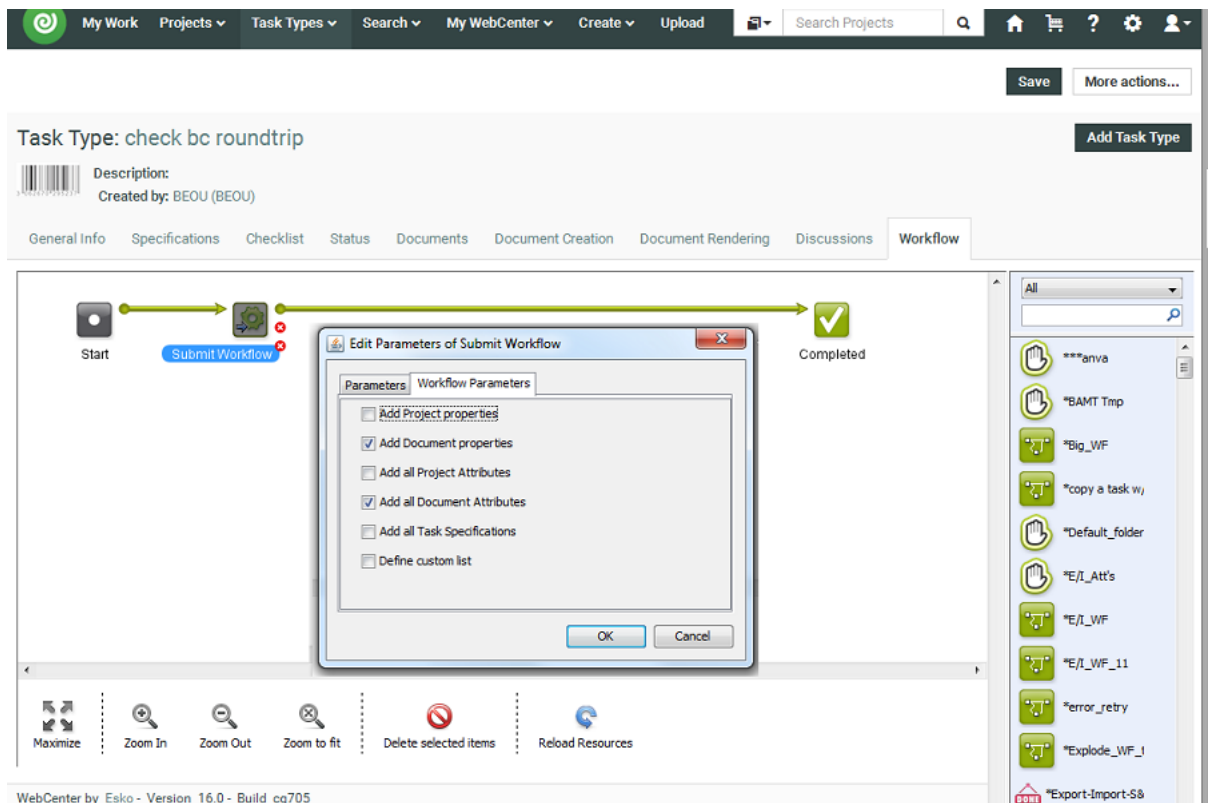 My Work Projects Task Types Search My WebCenter Create Upload Search Projects ?
Save More actions...
Task Type: check bc roundtrip Add Task Type
Description:
Created by: BEOU (BEOU)
General Info Specifications Checklist Status Documents Document Creation Document Rendering Discussions Workflow
All
Start Submit Workflow Completed
Edit Parameters of Submit Workflow
Parameters Workflow Parameters
Add Project properties
Add Document properties
Add all Project Attributes
Add all Document Attributes
Add all Task Specifications
Define custom list
OK Cancel
***anva
*BAMT Tmp
*Big_WF
*copy a task w/
*Default_folder
*E/I_Att's
*E/I_WF
*E/I_WF_11
*error_retry
*Explode_WF_t
*Export-Import-S&
Maximize Zoom In Zoom Out Zoom to fit Delete selected items Reload Resources
WebCenter by Esko - Version 16.0 - Build cg705